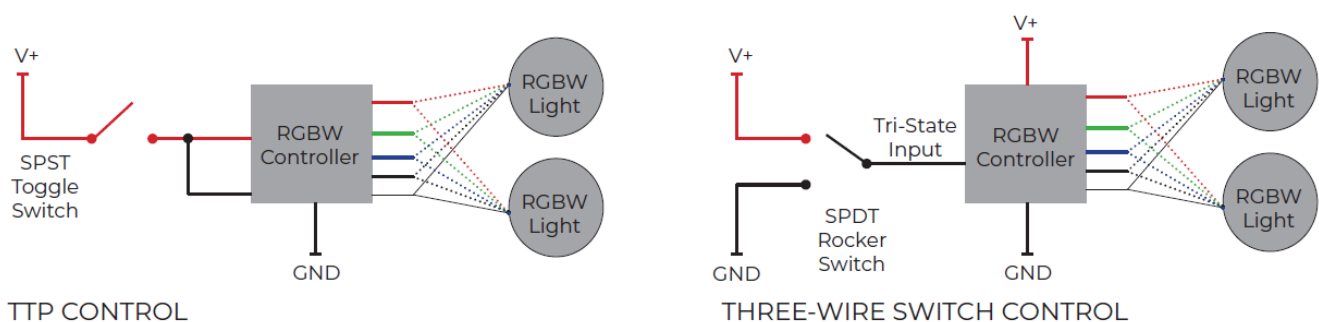 V+
SPST
Toggle
Switch
RGBW
Controller
GND
RGBW
Light
RGBW
Light
TTP CONTROL
V+
GND
SPDT
Rocker
Switch
Tri-State
Input
V+
RGBW
Controller
GND
RGBW
Light
RGBW
Light
THREE-WIRE SWITCH CONTROL